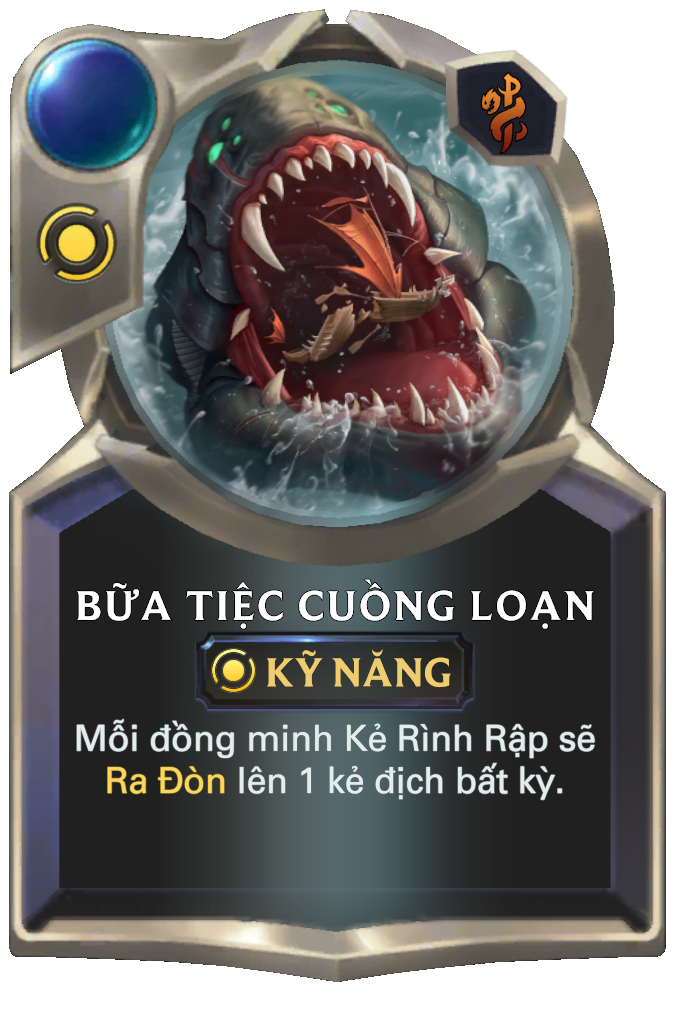 BỮA TIỆC CUỒNG LOẠN
KỸ NĂNG
Mỗi đồng minh Kẻ Rình Rập sẽ
Ra Đòn lên 1 kẻ địch bất kỳ.